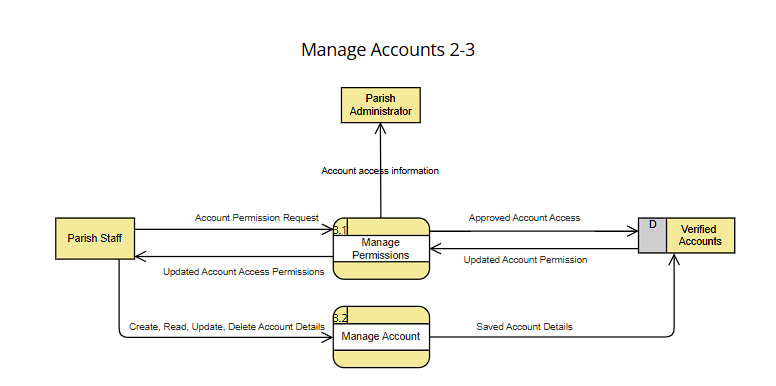 Manage Accounts 2-3
Parish
Administrator
Account access information
Account Permission Request
Approved Account Access
3.1
D
Parish Staff
Manage
Permissions
Verified
Accounts
Updated Account Access Permissions
Updated Account Permission
3.2
Create, Read, Update, Delete Account Details
Manage Account
Saved Account Details